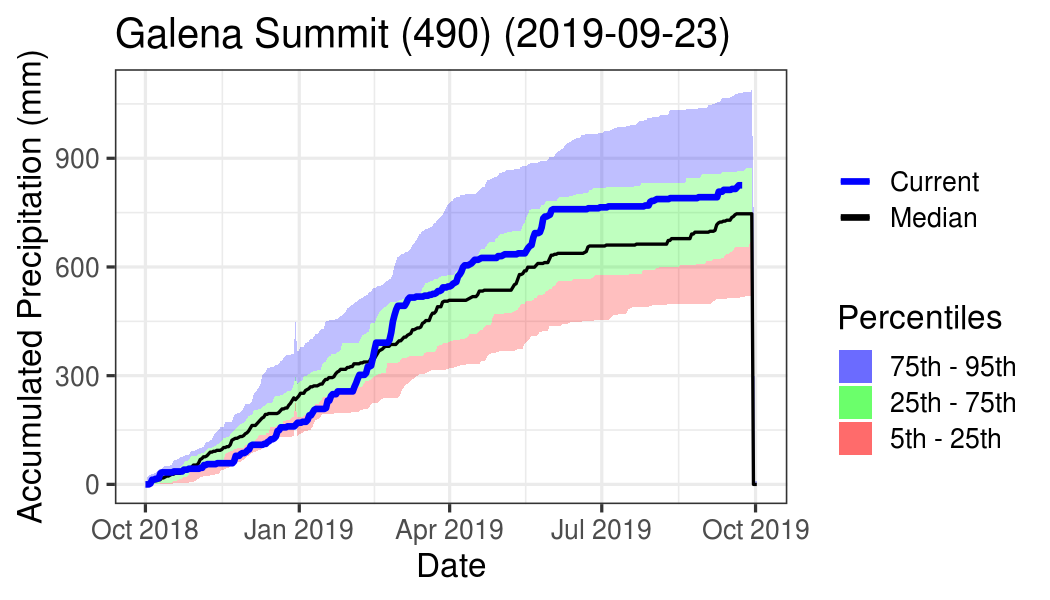 Galena Summit (490) (2019-09-23)
Accumulated Precipitation (mm)
900
600
300
0
Oct 2018
Jan 2019
Apr 2019
Jul 2019
Oct 2019
Date
Current
Median
Percentiles
75th - 95th
25th - 75th
5th - 25th